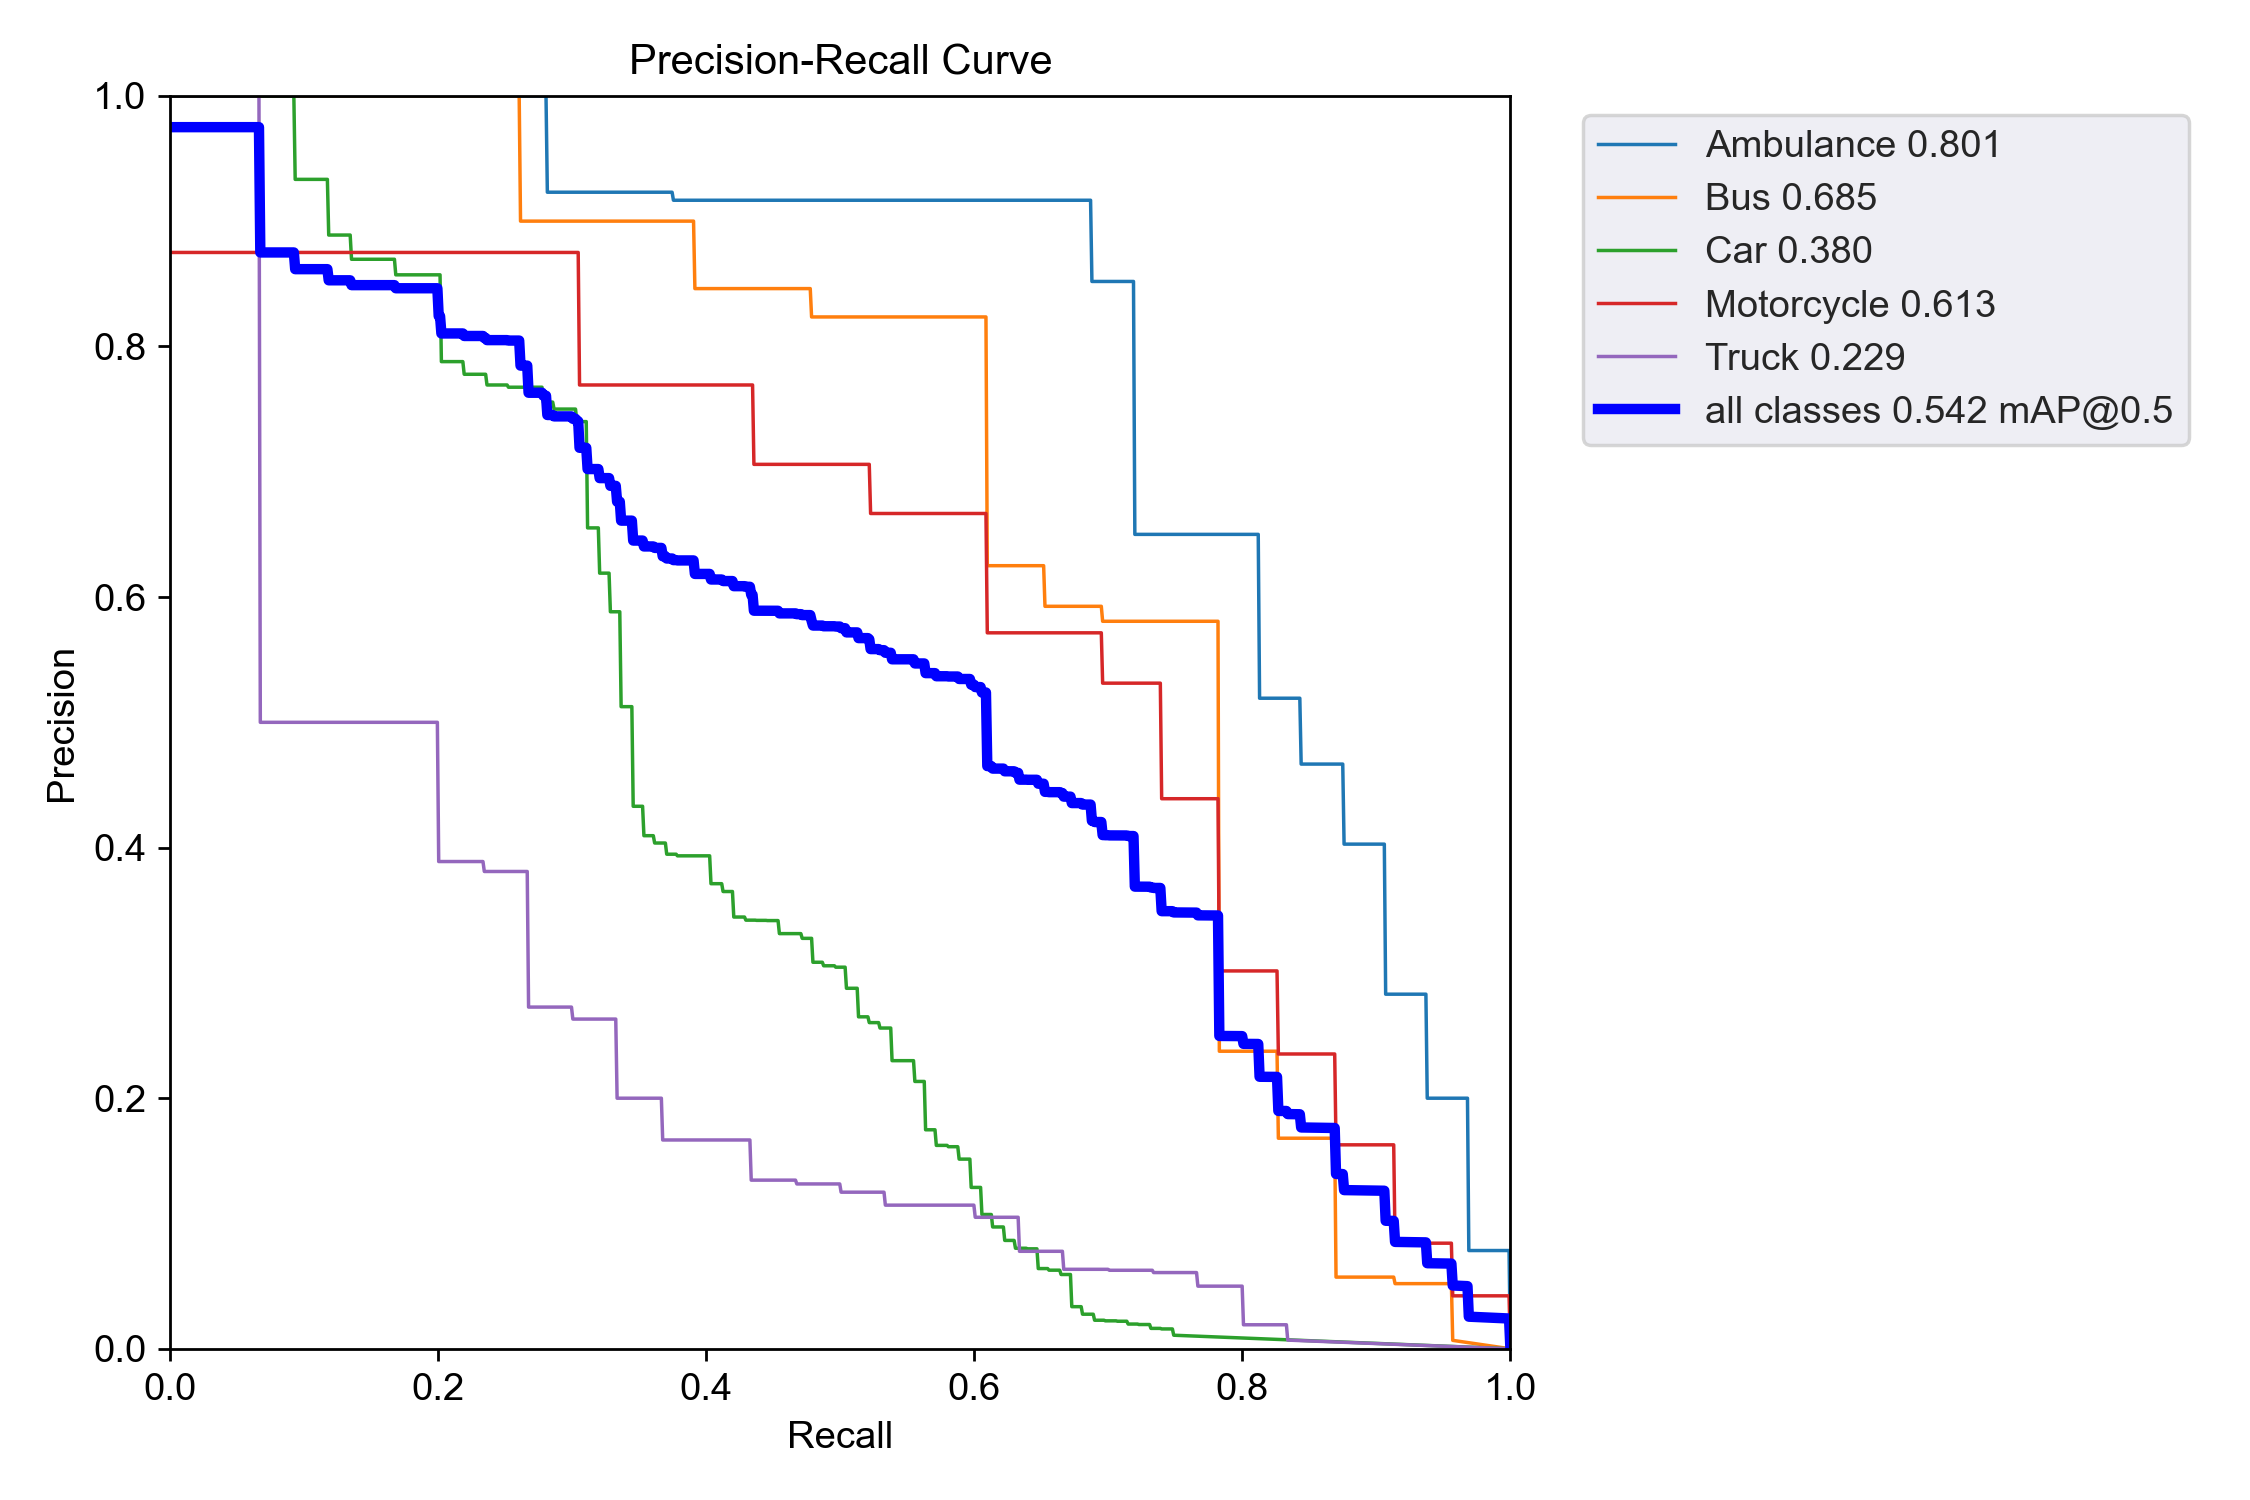 Precision-Recall Curve
1.0
0.8
0.6
0.4
0.2
0.0
Precision
0.0 0.2 0.4 0.6 0.8 1.0
Recall
Ambulance 0.801
Bus 0.685
Car 0.380
Motorcycle 0.613
Truck 0.229
all classes 0.542 mAP@0.5